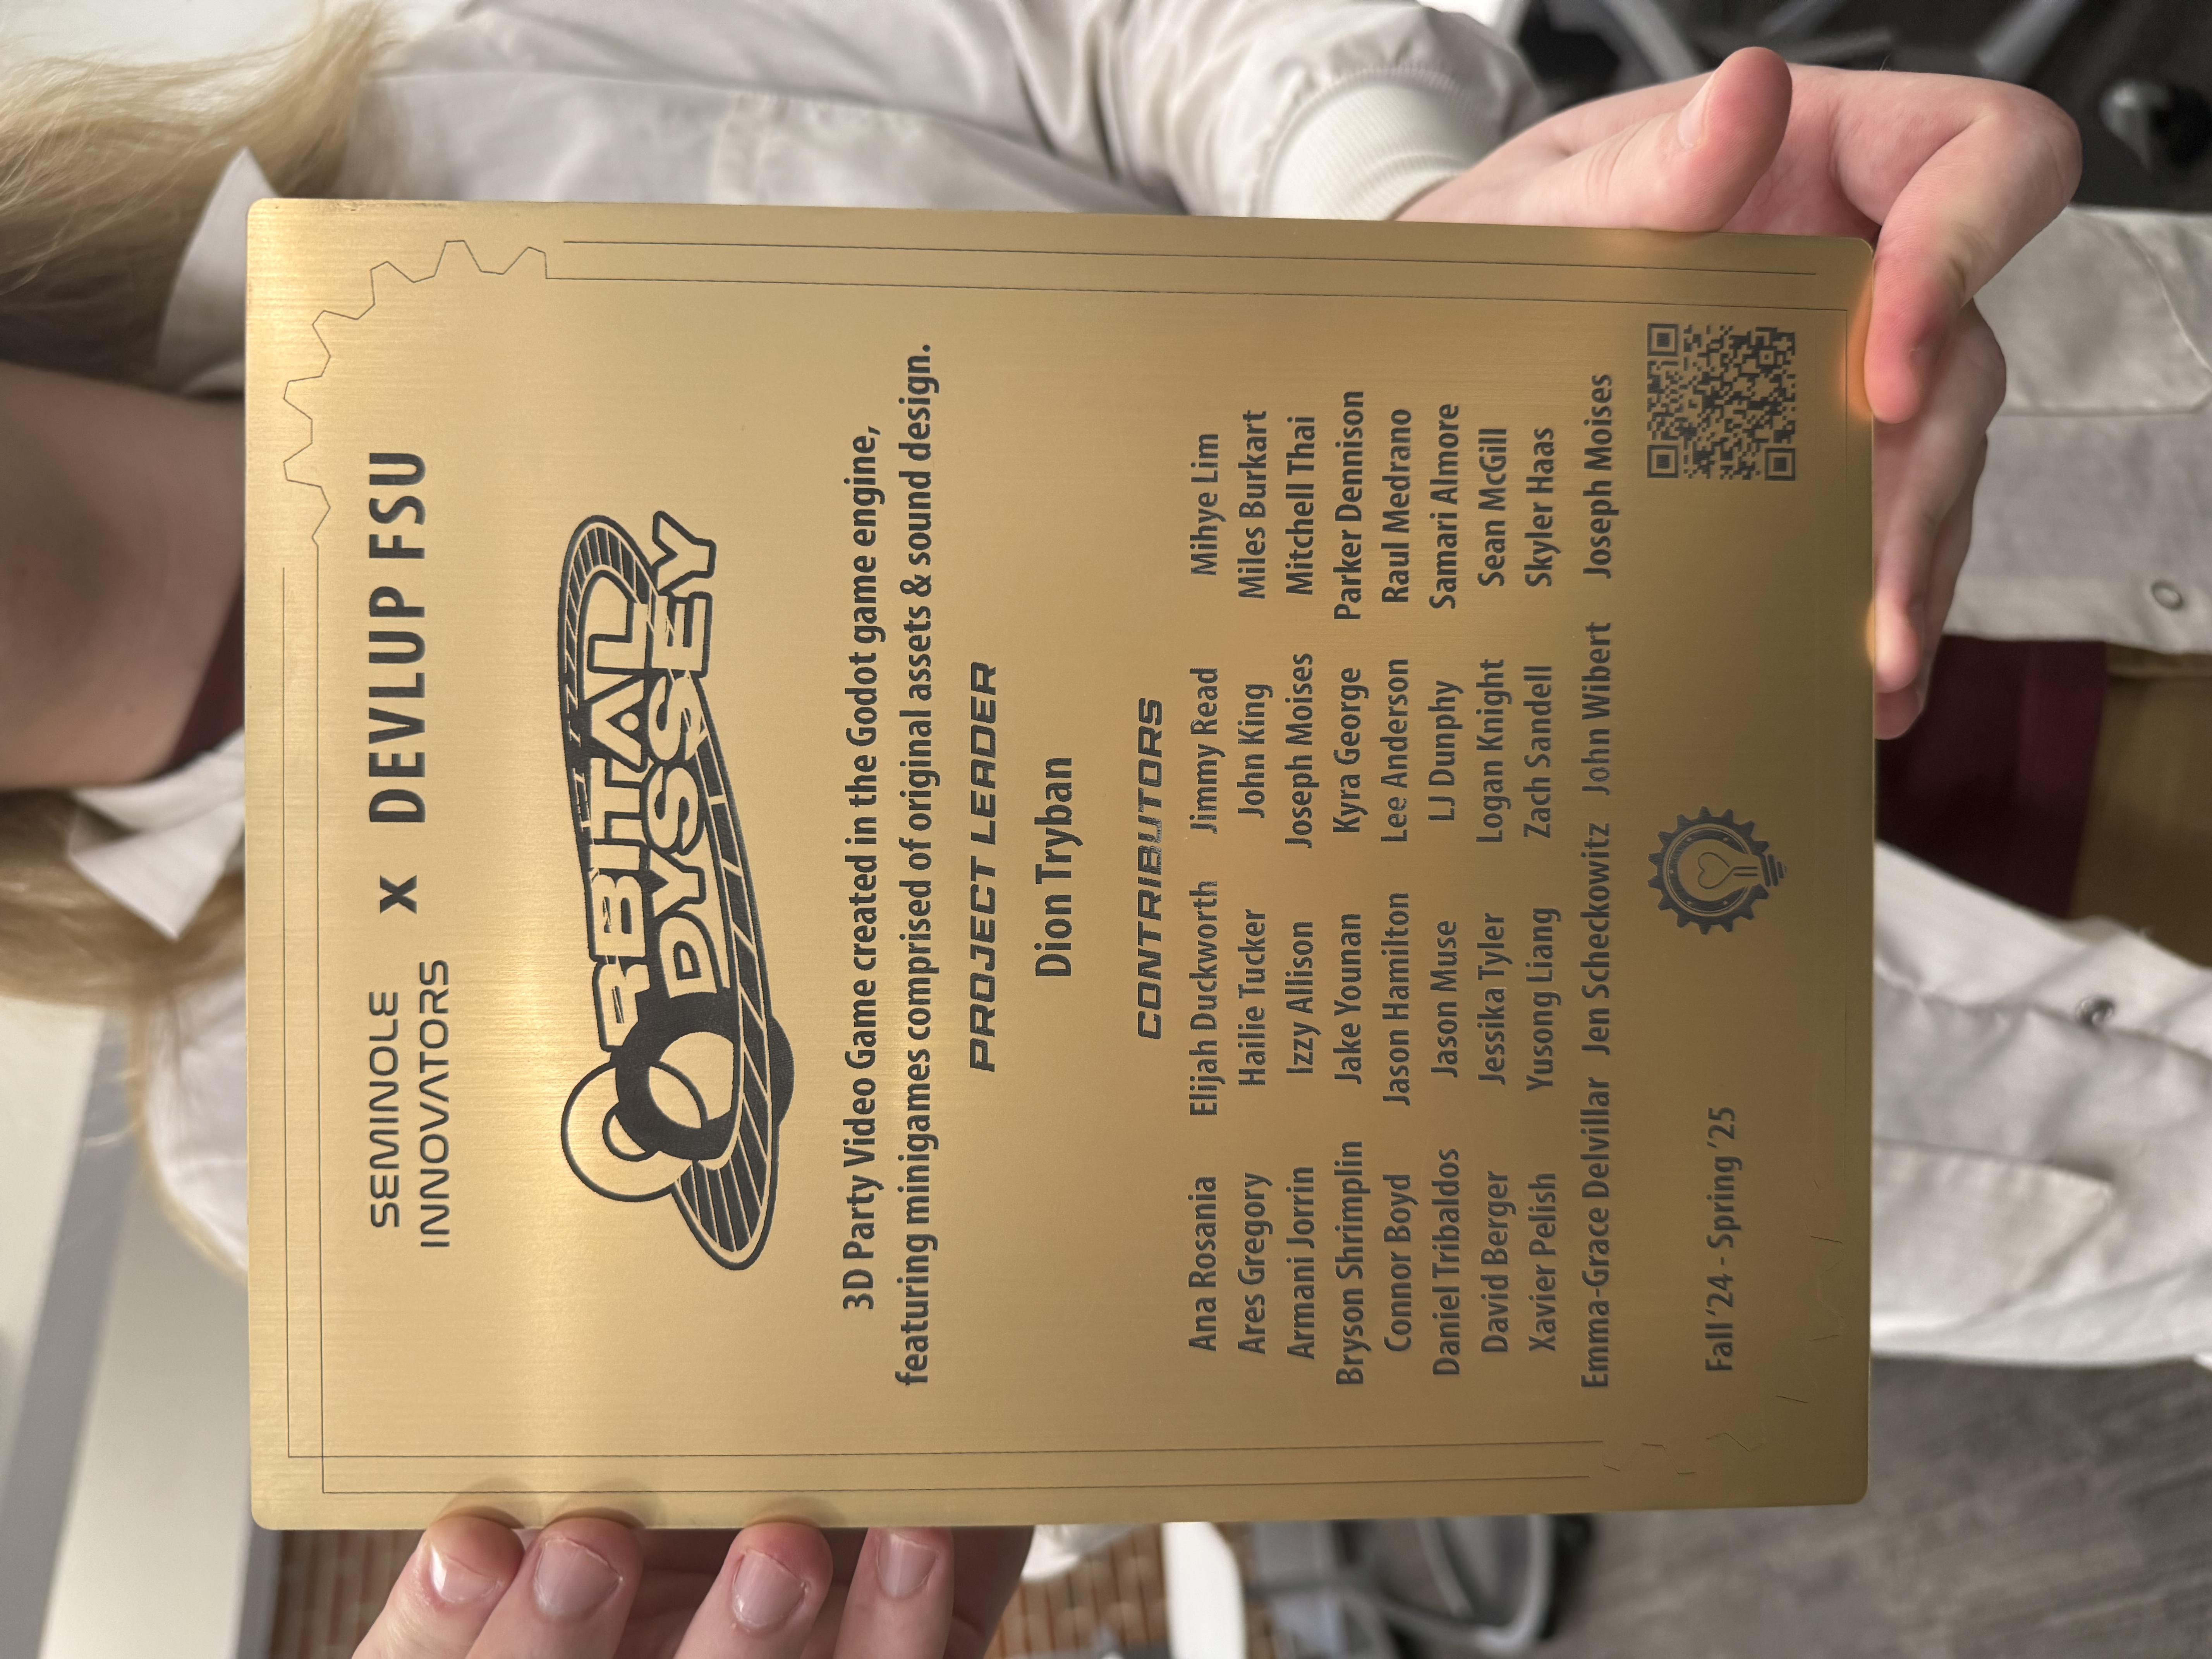 SEMINOLE
INNOVATORS x DEVLUP FSU
ORBITAL
ODYSSEY
3D Party Video Game created in the Godot game engine,
featuring minigames comprised of original assets & sound design.
PROJECT LEADER
Dion Tryban
CONTRIBUTORS
Ana Rosania Elijah Duckworth Jimmy Read Mihye Lim
Ares Gregory Hailie Tucker John King Miles Burkart
Armani Jorrin Izzy Allison Joseph Moises Mitchell Thai
Bryson Shrimplin Jake Younan Kyra George Parker Dennison
Connor Boyd Jason Hamilton Lee Anderson Raul Medrano
Daniel Tribaldos Jason Muse LJ Dunphy Samari Almore
David Berger Jessika Tyler Logan Knight Sean McGill
Xavier Pelish Yusong Liang Zach Sandell Skyler Haas
Emma-Grace Delvillar Jen Scheckowitz John Wibert Joseph Moises
Fall ‘24 - Spring ’25